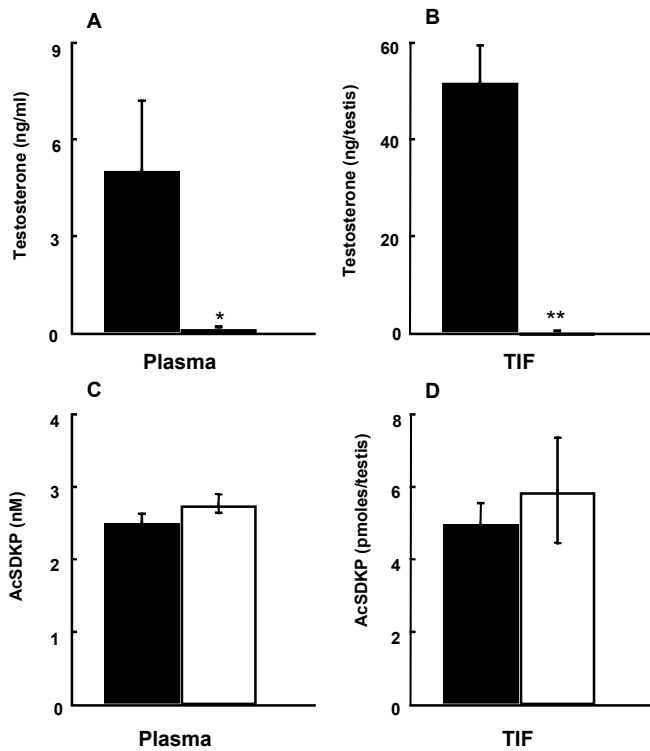 A
B
Testosterone (ng/ml)
9
6
3
0
*
Plasma
Testosterone (ng/testis)
60
40
20
0
**
TIF
C
D
AcSDKP (nM)
4
3
2
1
0
Plasma
AcSDKP (pmoles/testis)
8
6
4
2
0
TIF